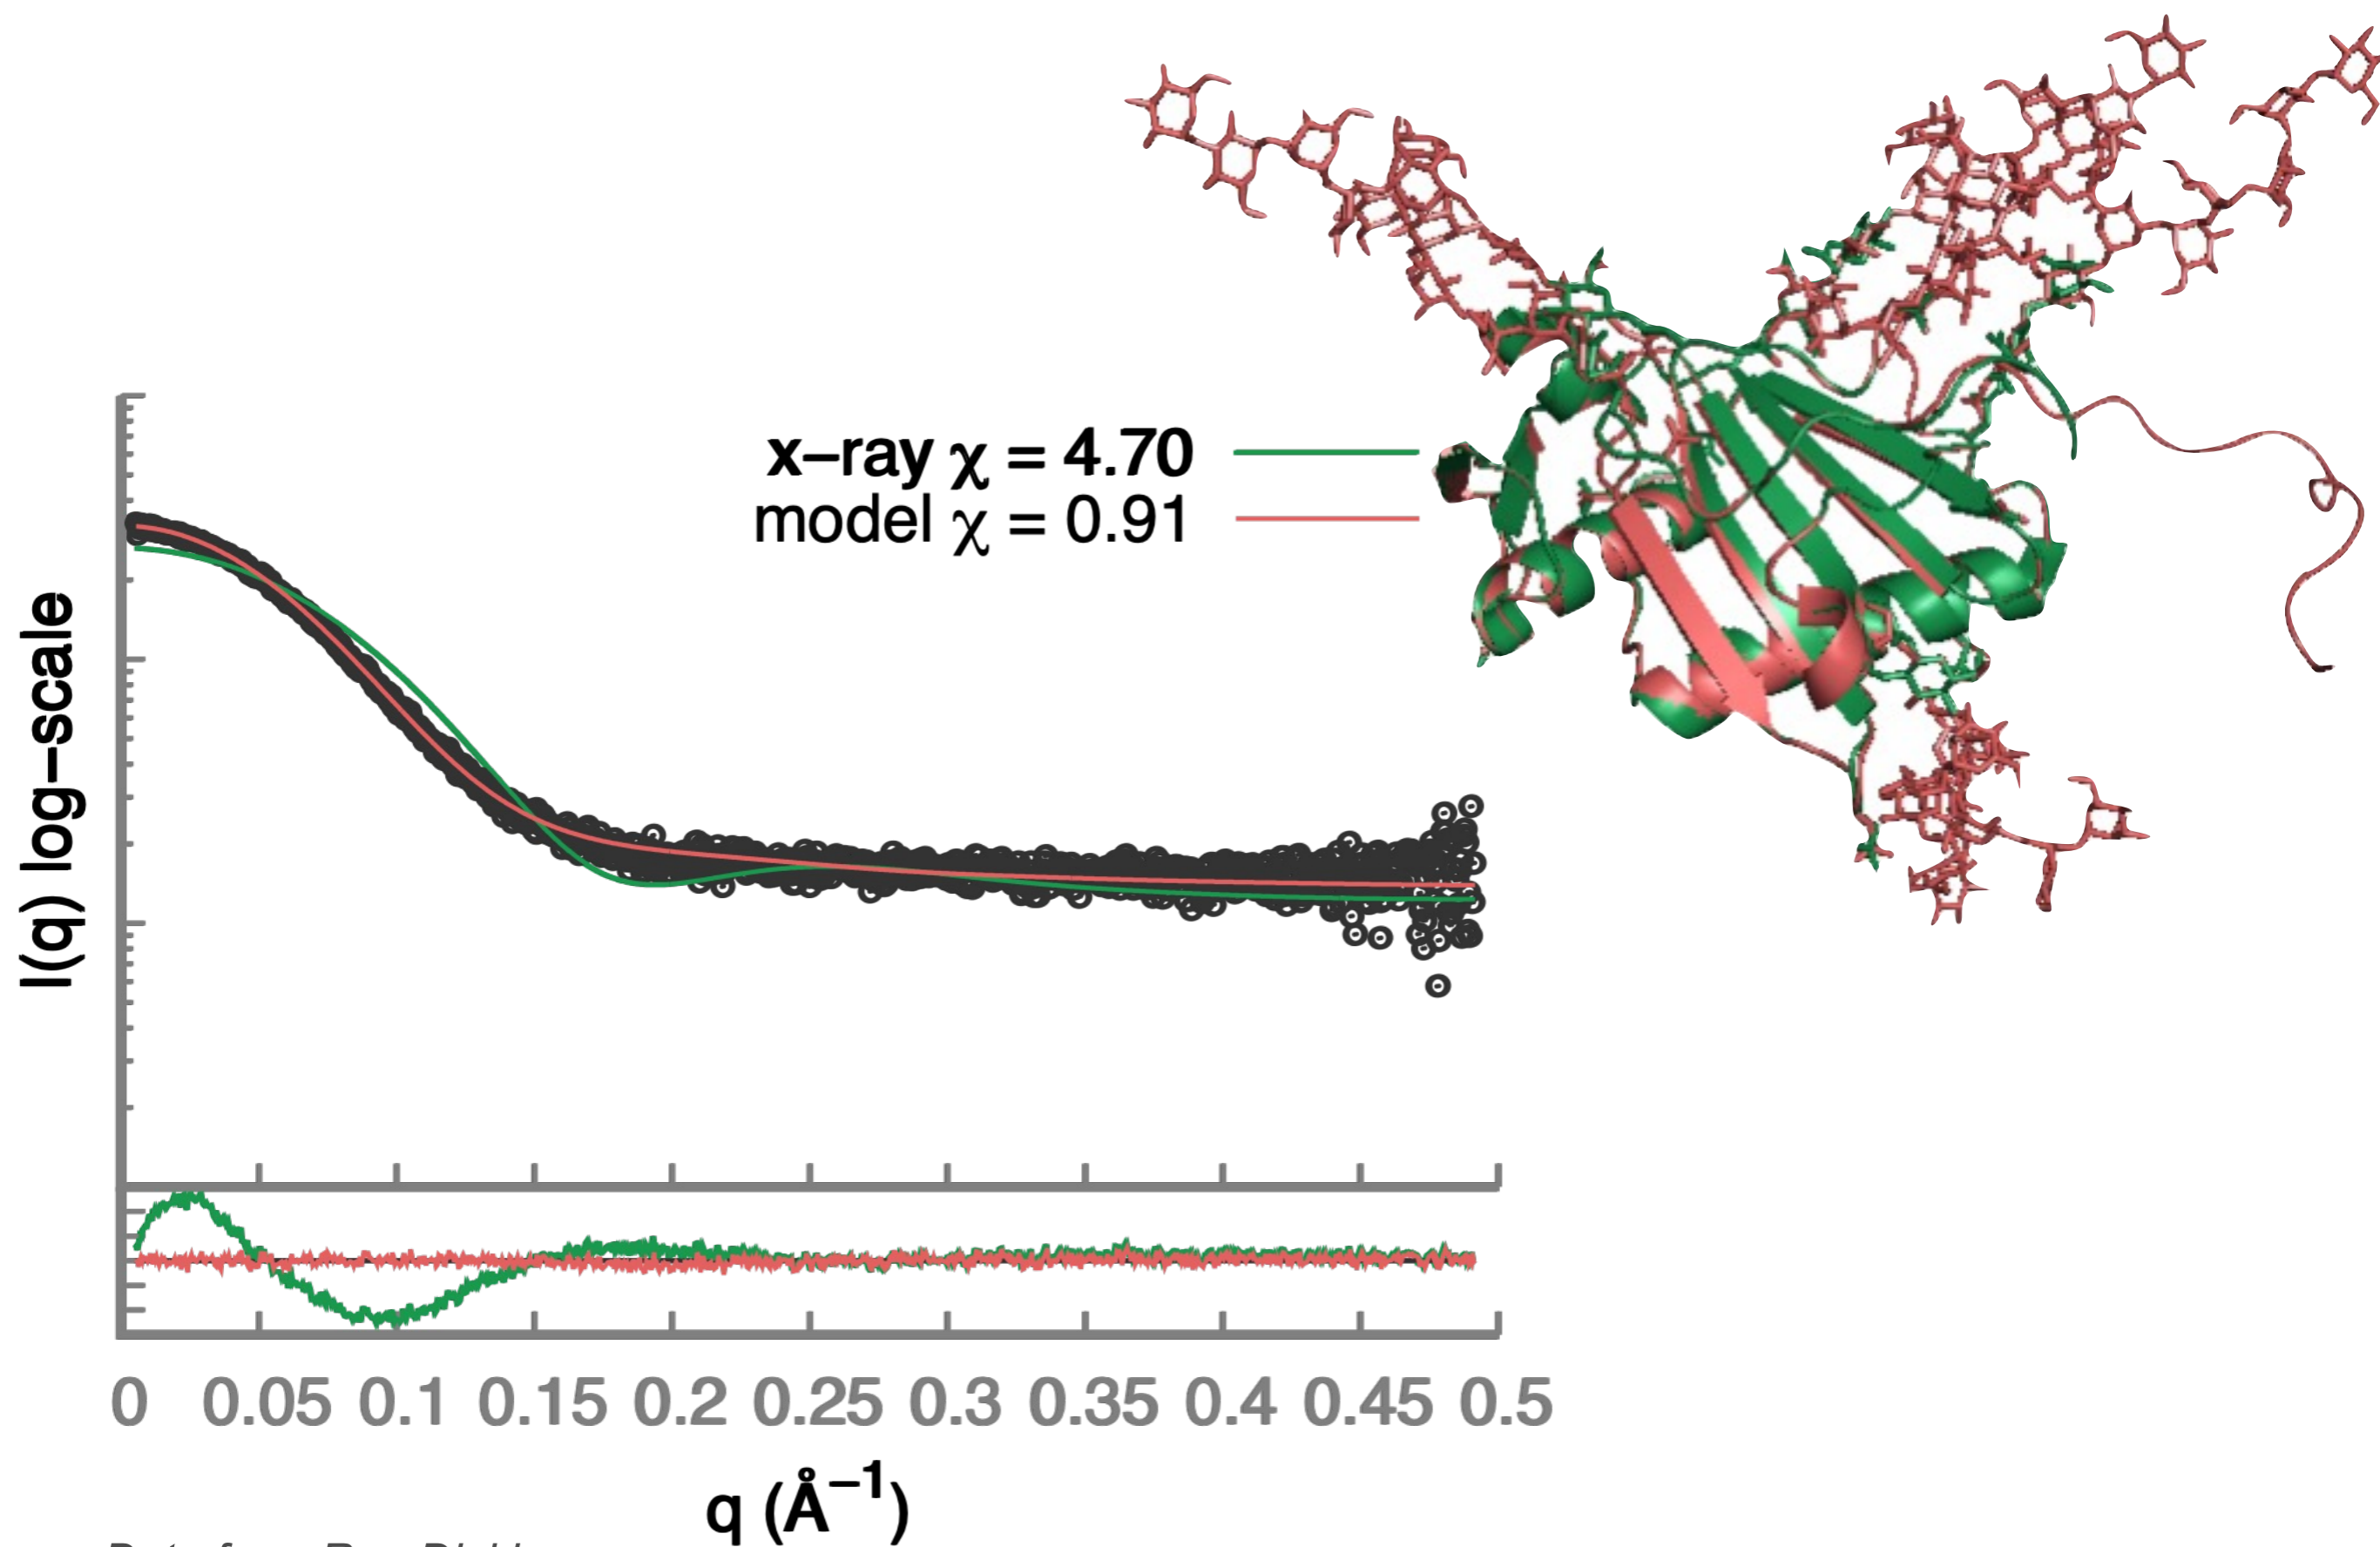 x–ray χ = 4.70
model χ = 0.91
I(q) log–scale
0 0.05 0.1 0.15 0.2 0.25 0.3 0.35 0.4 0.45 0.5
q (Å⁻¹)